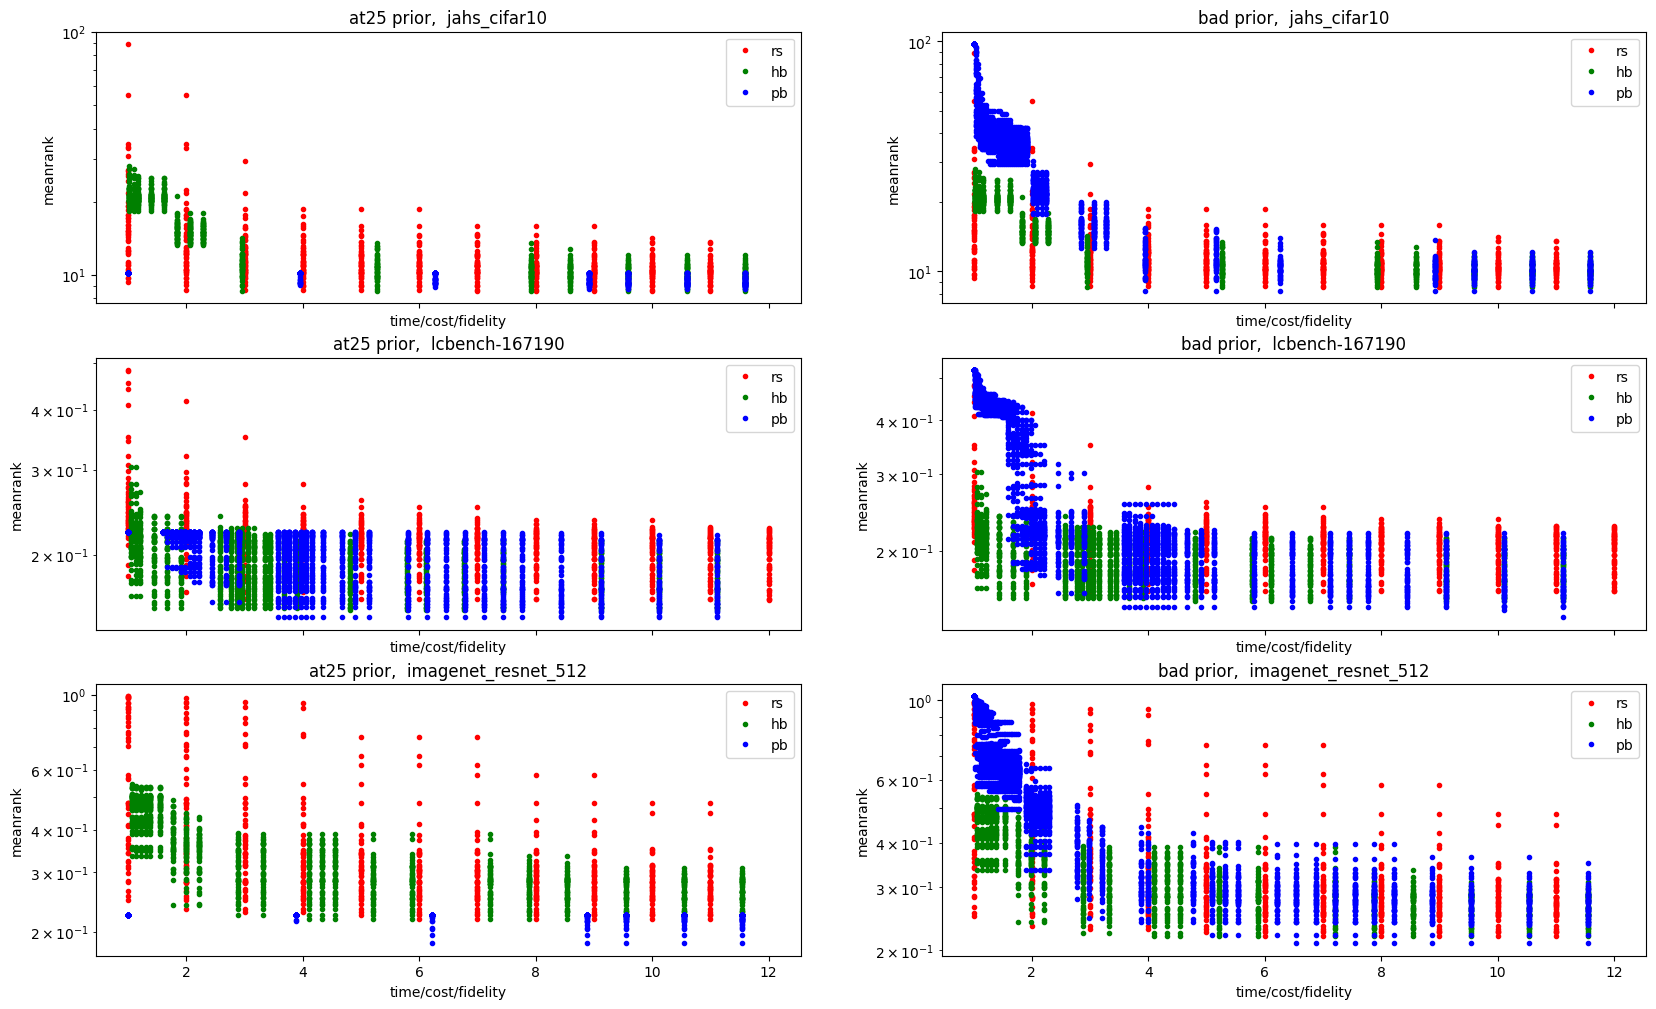 at25 prior,  jahs_cifar10
10²
10¹
meanrank
time/cost/fidelity
rs
hb
pb
bad prior,  jahs_cifar10
10²
10¹
meanrank
time/cost/fidelity
rs
hb
pb
at25 prior,  lcbench-167190
4 × 10⁻¹
3 × 10⁻¹
2 × 10⁻¹
meanrank
time/cost/fidelity
rs
hb
pb
bad prior,  lcbench-167190
4 × 10⁻¹
3 × 10⁻¹
2 × 10⁻¹
meanrank
time/cost/fidelity
rs
hb
pb
at25 prior,  imagenet_resnet_512
10⁰
6 × 10⁻¹
4 × 10⁻¹
3 × 10⁻¹
2 × 10⁻¹
meanrank
2 4 6 8 10 12
time/cost/fidelity
rs
hb
pb
bad prior,  imagenet_resnet_512
10⁰
6 × 10⁻¹
4 × 10⁻¹
3 × 10⁻¹
2 × 10⁻¹
meanrank
2 4 6 8 10 12
time/cost/fidelity
rs
hb
pb